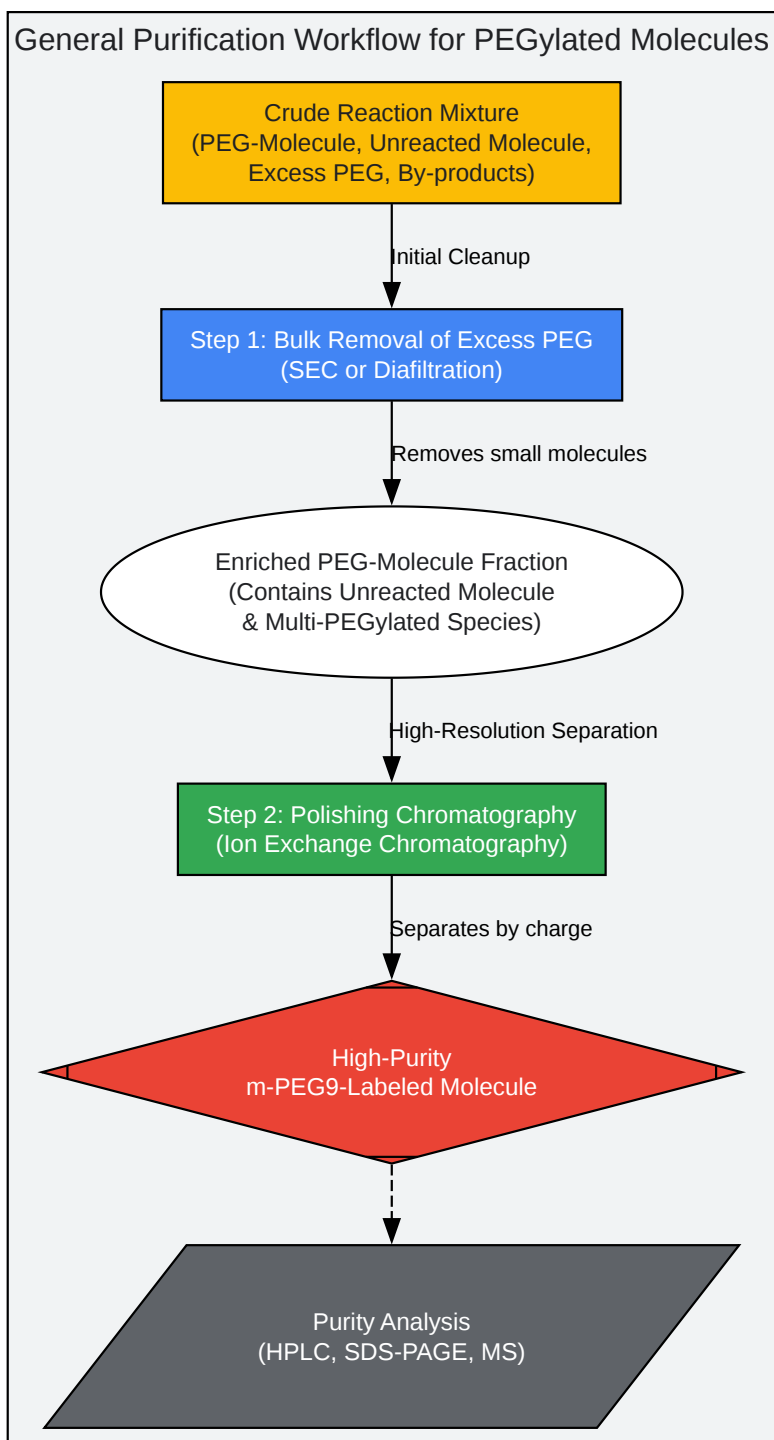 General Purification Workflow for PEGylated Molecules
Crude Reaction Mixture
(PEG-Molecule, Unreacted Molecule,
Excess PEG, By-products)
Initial Cleanup
Step 1: Bulk Removal of Excess PEG
(SEC or Diafiltration)
Removes small molecules
Enriched PEG-Molecule Fraction
(Contains Unreacted Molecule
& Multi-PEGylated Species)
High-Resolution Separation
Step 2: Polishing Chromatography
(Ion Exchange Chromatography)
Separates by charge
High-Purity
m-PEG9-Labeled Molecule
Purity Analysis
(HPLC, SDS-PAGE, MS)